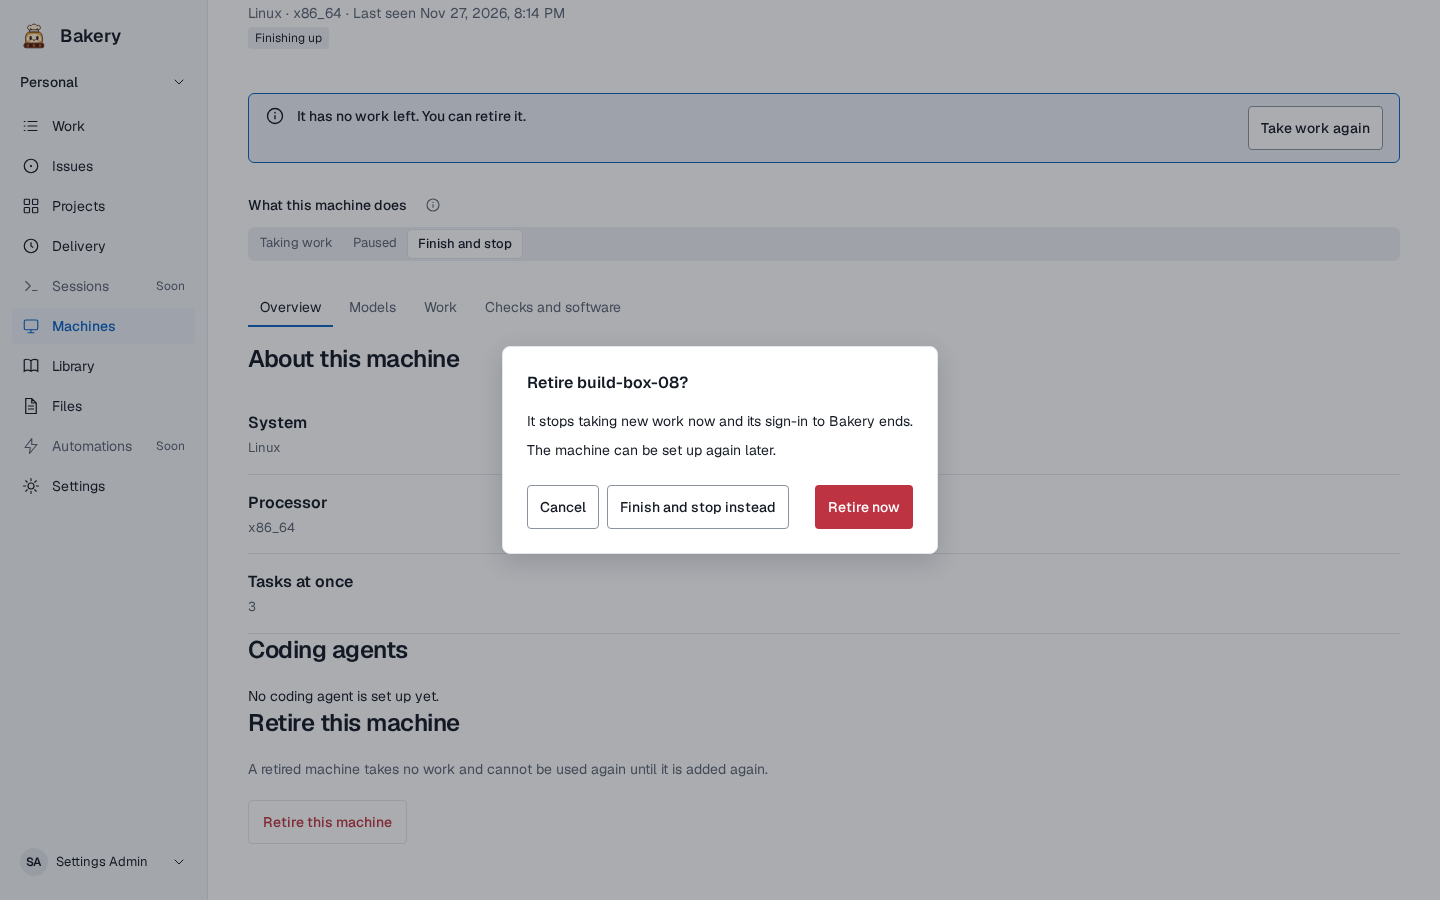 Bakery
Personal
Work
Issues
Projects
Delivery
Sessions Soon
Machines
Library
Files
Automations Soon
Settings
SA Settings Admin
Linux · x86_64 · Last seen Nov 27, 2026, 8:14 PM
Finishing up
It has no work left. You can retire it.
Take work again
What this machine does
Taking work Paused Finish and stop
Overview Models Work Checks and software
About this machine
System
Linux
Processor
x86_64
Tasks at once
3
Coding agents
No coding agent is set up yet.
Retire this machine
A retired machine takes no work and cannot be used again until it is added again.
Retire this machine
Retire build-box-08?
It stops taking new work now and its sign-in to Bakery ends.
The machine can be set up again later.
Cancel Finish and stop instead Retire now